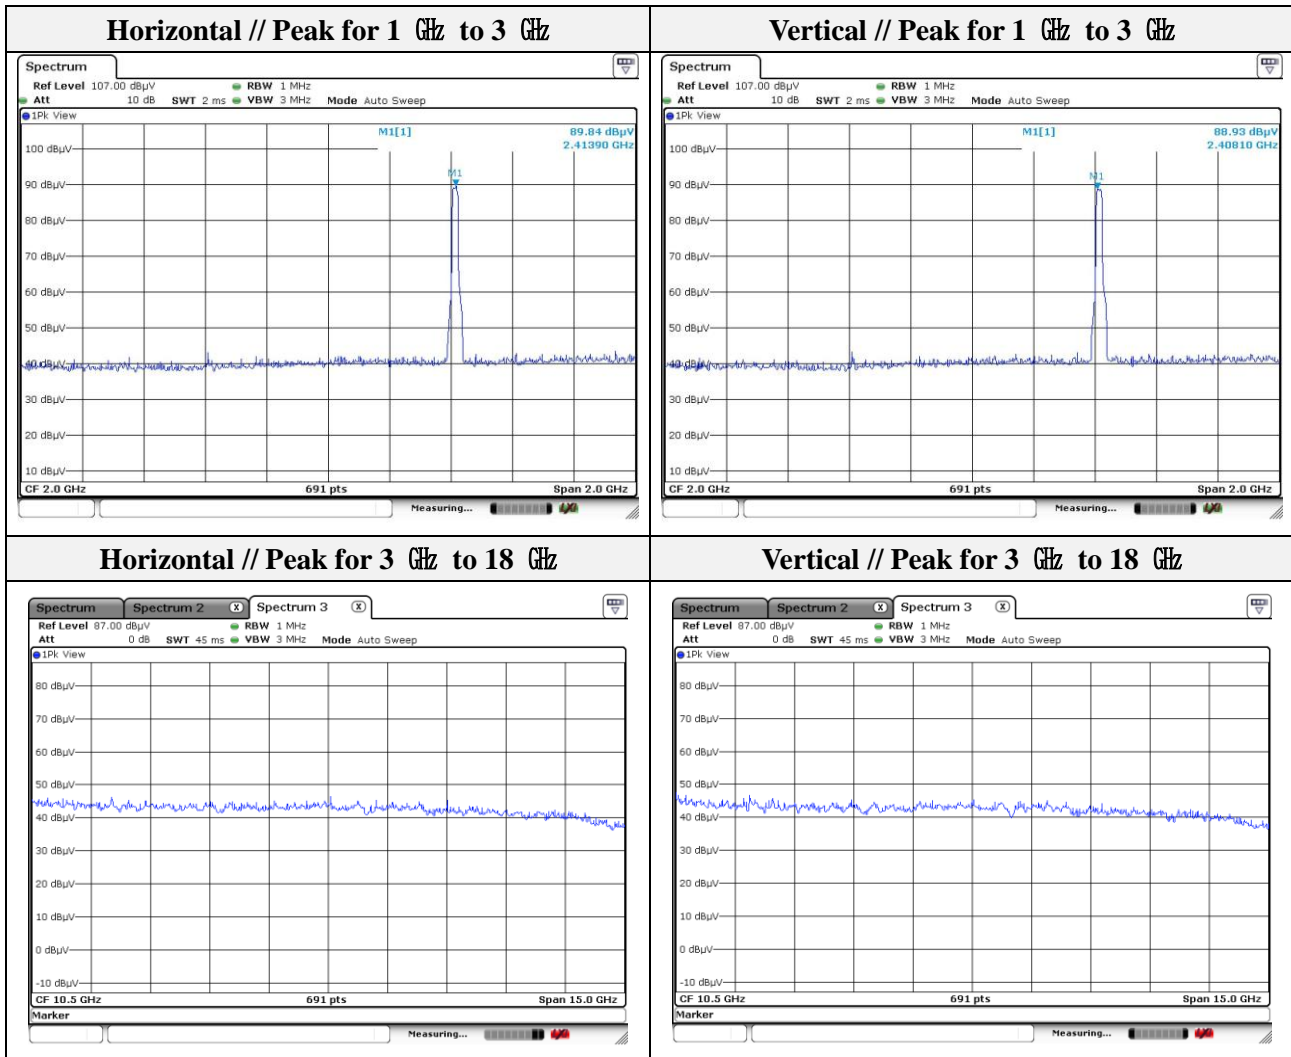 Horizontal // Peak for 1 ㎓ to 3 ㎓
Vertical // Peak for 1 ㎓ to 3 ㎓
Spectrum
Ref Level 107.00 dBµV RBW 1 MHz
Att 10 dB SWT 2 ms VBW 3 MHz Mode Auto Sweep
1Pk View
M1[1] 89.84 dBµV
2.41390 GHz
M1
100 dBµV
90 dBµV
80 dBµV
70 dBµV
60 dBµV
50 dBµV
40 dBµV
30 dBµV
20 dBµV
10 dBµV
CF 2.0 GHz 691 pts Span 2.0 GHz
Measuring...
Spectrum
Ref Level 107.00 dBµV RBW 1 MHz
Att 10 dB SWT 2 ms VBW 3 MHz Mode Auto Sweep
1Pk View
M1[1] 88.93 dBµV
2.40810 GHz
M1
100 dBµV
90 dBµV
80 dBµV
70 dBµV
60 dBµV
50 dBµV
40 dBµV
30 dBµV
20 dBµV
10 dBµV
CF 2.0 GHz 691 pts Span 2.0 GHz
Measuring...
Horizontal // Peak for 3 ㎓ to 18 ㎓
Vertical // Peak for 3 ㎓ to 18 ㎓
Spectrum Spectrum 2 X Spectrum 3 X
Ref Level 87.00 dBµV RBW 1 MHz
Att 0 dB SWT 45 ms VBW 3 MHz Mode Auto Sweep
1Pk View
80 dBµV
70 dBµV
60 dBµV
50 dBµV
40 dBµV
30 dBµV
20 dBµV
10 dBµV
0 dBµV
-10 dBµV
CF 10.5 GHz 691 pts Span 15.0 GHz
Marker
Measuring...
Spectrum Spectrum 2 X Spectrum 3 X
Ref Level 87.00 dBµV RBW 1 MHz
Att 0 dB SWT 45 ms VBW 3 MHz Mode Auto Sweep
1Pk View
80 dBµV
70 dBµV
60 dBµV
50 dBµV
40 dBµV
30 dBµV
20 dBµV
10 dBµV
0 dBµV
-10 dBµV
CF 10.5 GHz 691 pts Span 15.0 GHz
Marker
Measuring...